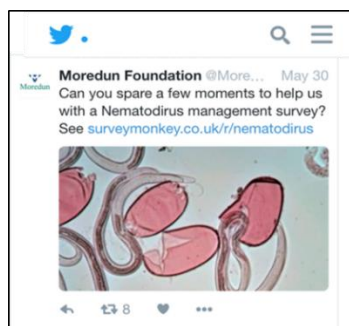 Moredun Foundation @More... May 30
Moredun
Can you spare a few moments to help us
with a Nematodirus management survey?
See surveymonkey.co.uk/r/nematodirus
8